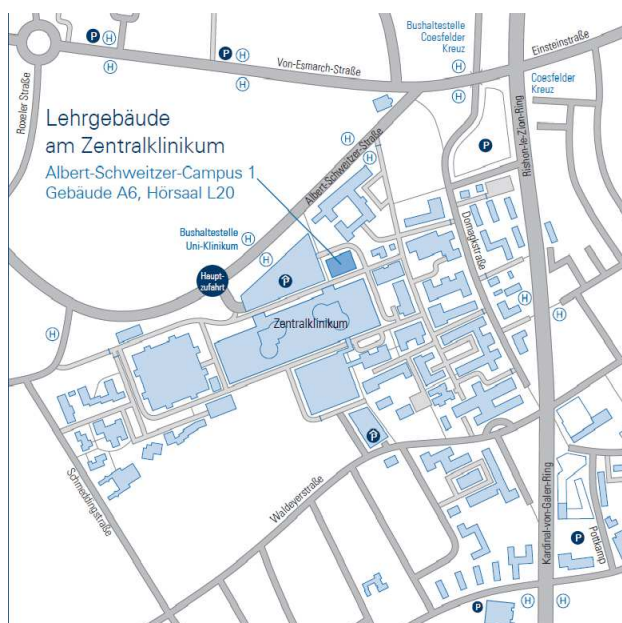 Bushaltestelle
Coesfelder
Kreuz
Einsteinstraße
P
H
P
H
H
H
H
H
Von-Esmarch-Straße
Roxeler Straße
Coesfelder
Kreuz
Lehrgebäude
am Zentralklinikum
Albert-Schweitzer-Campus 1
Gebäude A6, Hörsaal L20
Albert-Schweitzer-Straße
Rishon-le-Zion-Ring
H
H
P
Bushaltestelle
Uni-Klinikum
H
H
Domagkstraße
Haupt-
zufahrt
P
H
H
H
Zentralklinikum
P
Schmeddingstraße
Waldeyerstraße
Kardinal-von-Galen-Ring
Pottkamp
P
P
H
H